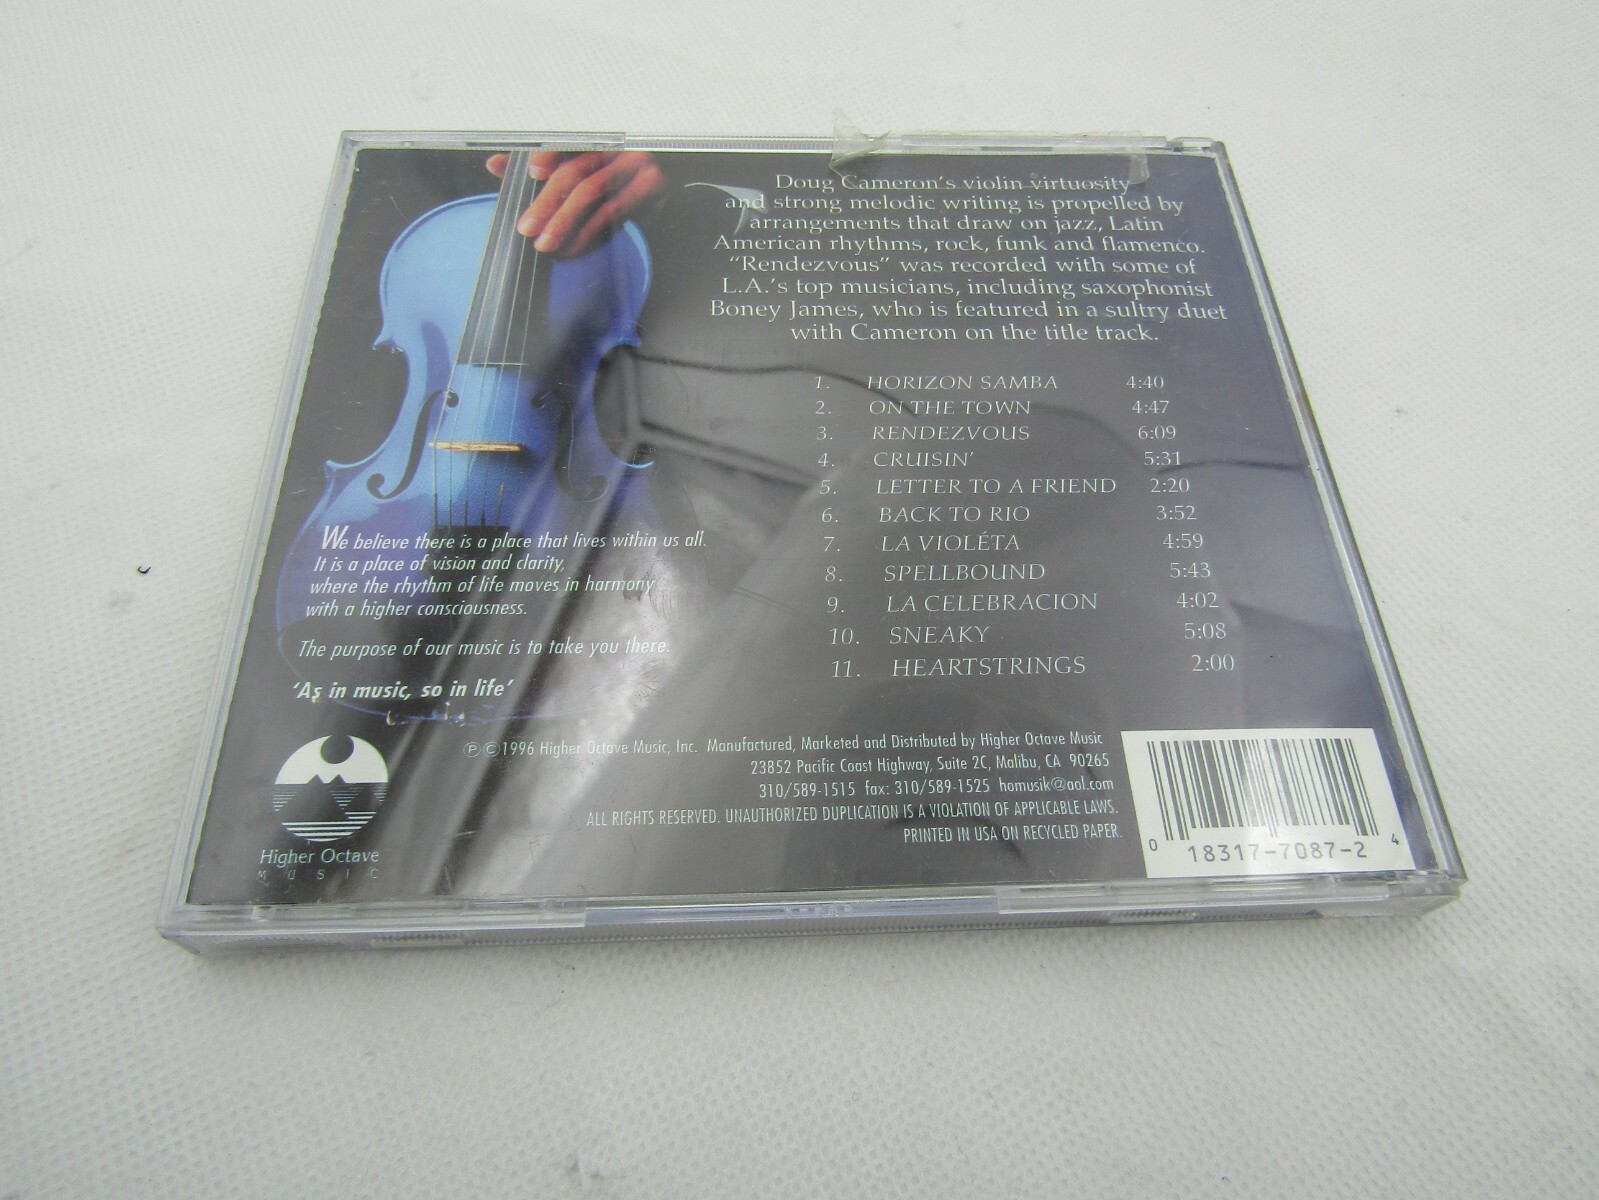 Doug Cameron's violin virtuosity
and strong melodic writing is propelled by
arrangements that draw on jazz, Latin
American rhythms, rock, funk and flamenco.
"Rendezvous" was recorded with some of
L.A.'s top musicians, including saxophonist
Boney James, who is featured in a sultry duet
with Cameron on the title track.
1. HORIZON SAMBA 4:40
2. ON THE TOWN 4:47
3. RENDEZVOUS 6:09
4. CRUISIN' 5:31
5. LETTER TO A FRIEND 2:20
6. BACK TO RIO 3:52
7. LA VIOLÉTA 4:59
8. SPELLBOUND 5:43
9. LA CELEBRACION 4:02
10. SNEAKY 5:08
11. HEARTSTRINGS 2:00
We believe there is a place that lives within us all.
It is a place of vision and clarity,
where the rhythm of life moves in harmony
with a higher consciousness.
The purpose of our music is to take you there.
'As in music, so in life'
Higher Octave
MUSIC
ⓅⒸ1996 Higher Octave Music, Inc. Manufactured, Marketed and Distributed by Higher Octave Music
23852 Pacific Coast Highway, Suite 2C, Malibu, CA 90265
310/589-1515 fax: 310/589-1525 homusik@aol.com
ALL RIGHTS RESERVED. UNAUTHORIZED DUPLICATION IS A VIOLATION OF APPLICABLE LAWS.
PRINTED IN USA ON RECYCLED PAPER.
0 18317-7087-2 4